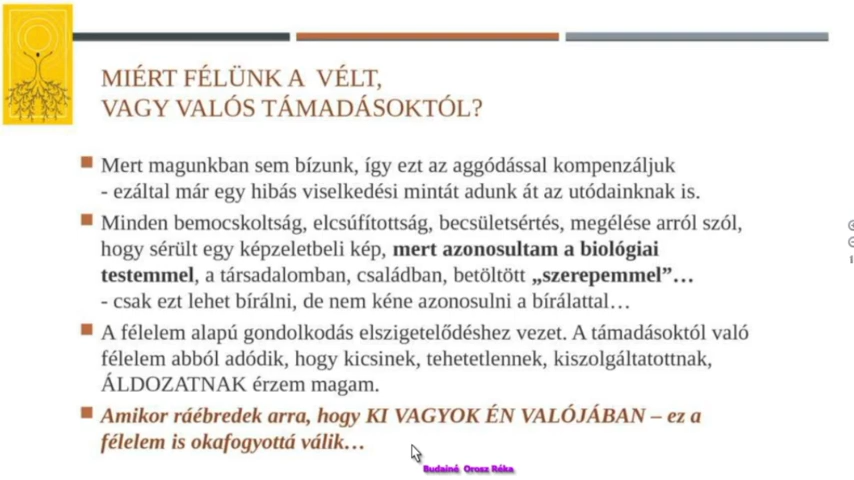 MIÉRT FÉLÜNK A VÉLT,
VAGY VALÓS TÁMADÁSOKTÓL?
Mert magunkban sem bízunk, így ezt az aggódással kompenzáljuk
- ezáltal már egy hibás viselkedési mintát adunk át az utódainknak is.
Minden bemocskoltság, elcsúfítottság, becsületsértés, megélése arról szól,
hogy sérült egy képzeletbeli kép, mert azonosultam a biológiai
testemmel, a társadalomban, családban, betöltött „szerepemmel”…
- csak ezt lehet bírálni, de nem kéne azonosulni a bírálattal…
A félelem alapú gondolkodás elszigetelődéshez vezet. A támadásoktól való
félelem abból adódik, hogy kicsinek, tehetetlennek, kiszolgáltatottnak,
ÁLDOZATNAK érzem magam.
Amikor ráébredek arra, hogy KI VAGYOK ÉN VALÓJÁBAN – ez a
félelem is okafogyottá válik…
Budainé Orosz Réka